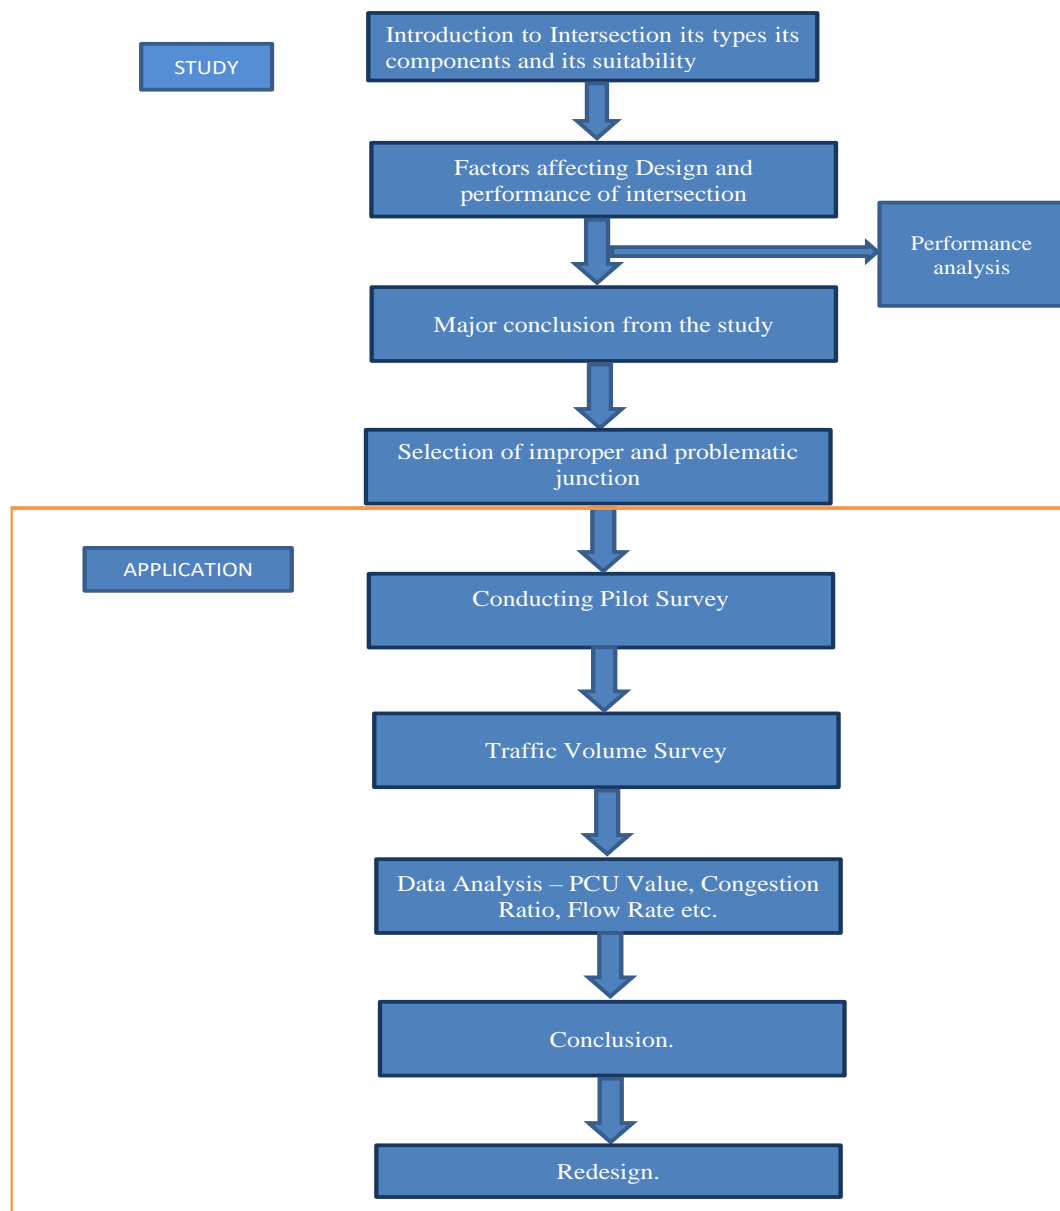 STUDY
Introduction to Intersection its types its
components and its suitability
Factors affecting Design and
performance of intersection
Performance
analysis
Major conclusion from the study
Selection of improper and problematic
junction
APPLICATION
Conducting Pilot Survey
Traffic Volume Survey
Data Analysis – PCU Value, Congestion
Ratio, Flow Rate etc.
Conclusion.
Redesign.